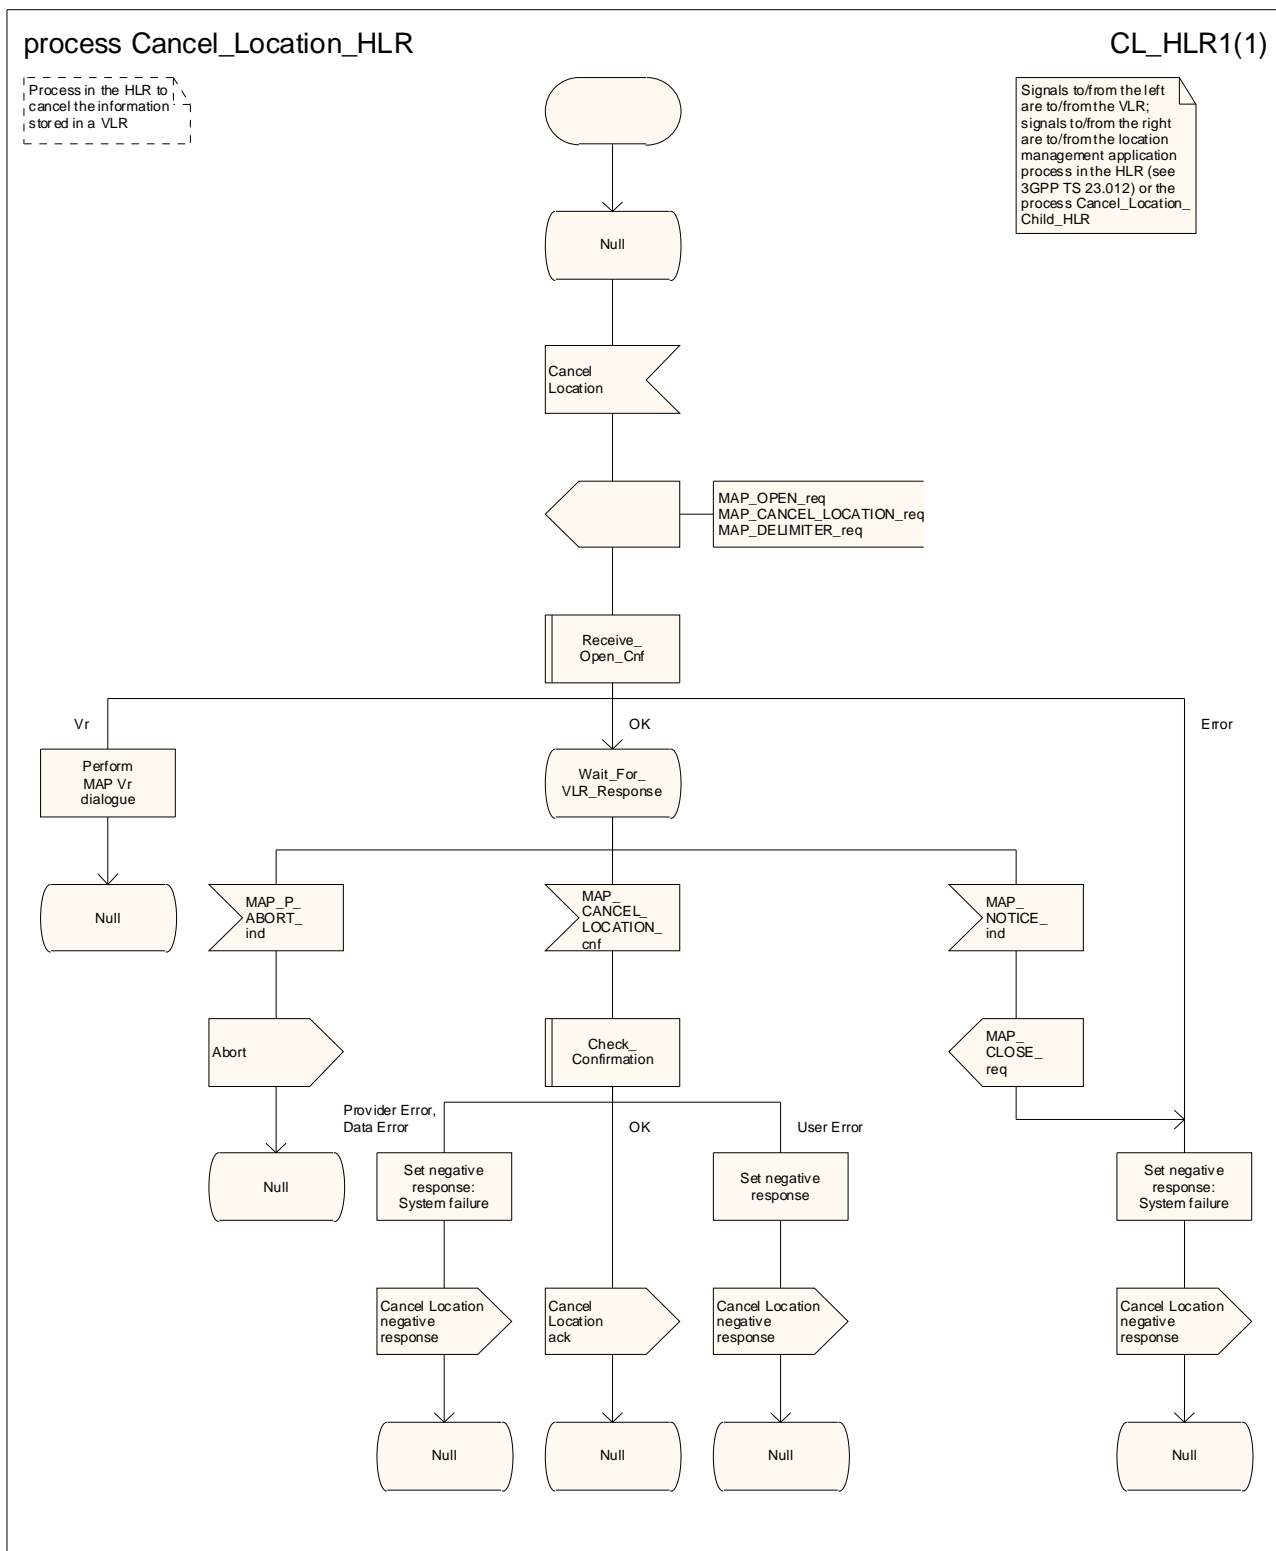 process Cancel_Location_HLR
CL_HLR1(1)
Process in the HLR to
cancel the information
stored in a VLR
Signals to/from the left
are to/from the VLR;
signals to/from the right
are to/from the location
management application
process in the HLR (see
3GPP TS 23.012) or the
process Cancel_Location_
Child_HLR
Null
Cancel
Location
MAP_OPEN_req
MAP_CANCEL_LOCATION_req
MAP_DELIMITER_req
Receive_
Open_Cnf
Vr
OK
Error
Perform
MAP Vr
dialogue
Wait_For_
VLR_Response
Null
MAP_P_
ABORT_
ind
MAP_
CANCEL_
LOCATION_
cnf
MAP_
NOTICE_
ind
Abort
Check_
Confirmation
MAP_
CLOSE_
req
Provider Error,
Data Error
OK
User Error
Null
Set negative
response:
System failure
Set negative
response
Set negative
response:
System failure
Cancel Location
negative
response
Cancel
Location
ack
Cancel Location
negative
response
Cancel Location
negative
response
Null
Null
Null
Null